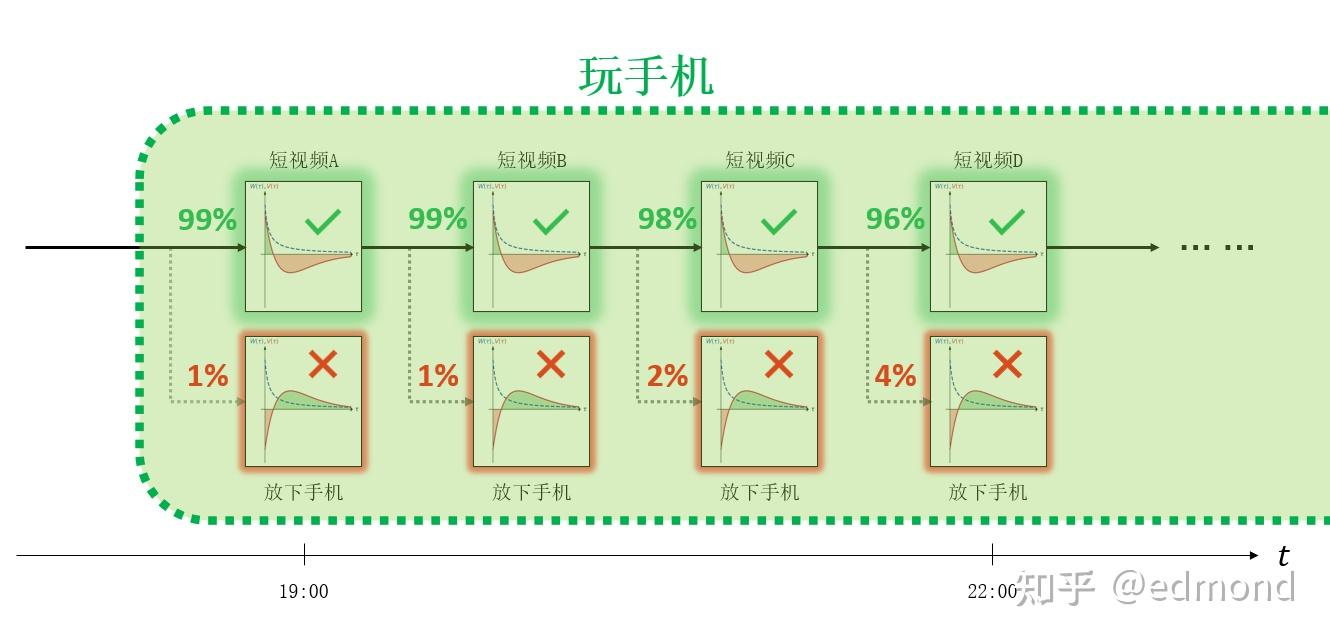 玩手机
短视频A
短视频B
短视频C
短视频D
W(τ),V(τ)
W(τ),V(τ)
W(τ),V(τ)
W(τ),V(τ)
99%
99%
98%
96%
τ
τ
τ
τ
... ...
W(τ),V(τ)
W(τ),V(τ)
W(τ),V(τ)
W(τ),V(τ)
1%
1%
2%
4%
τ
τ
τ
τ
放下手机
放下手机
放下手机
放下手机
t
19:00
22:00
知乎 @edmond